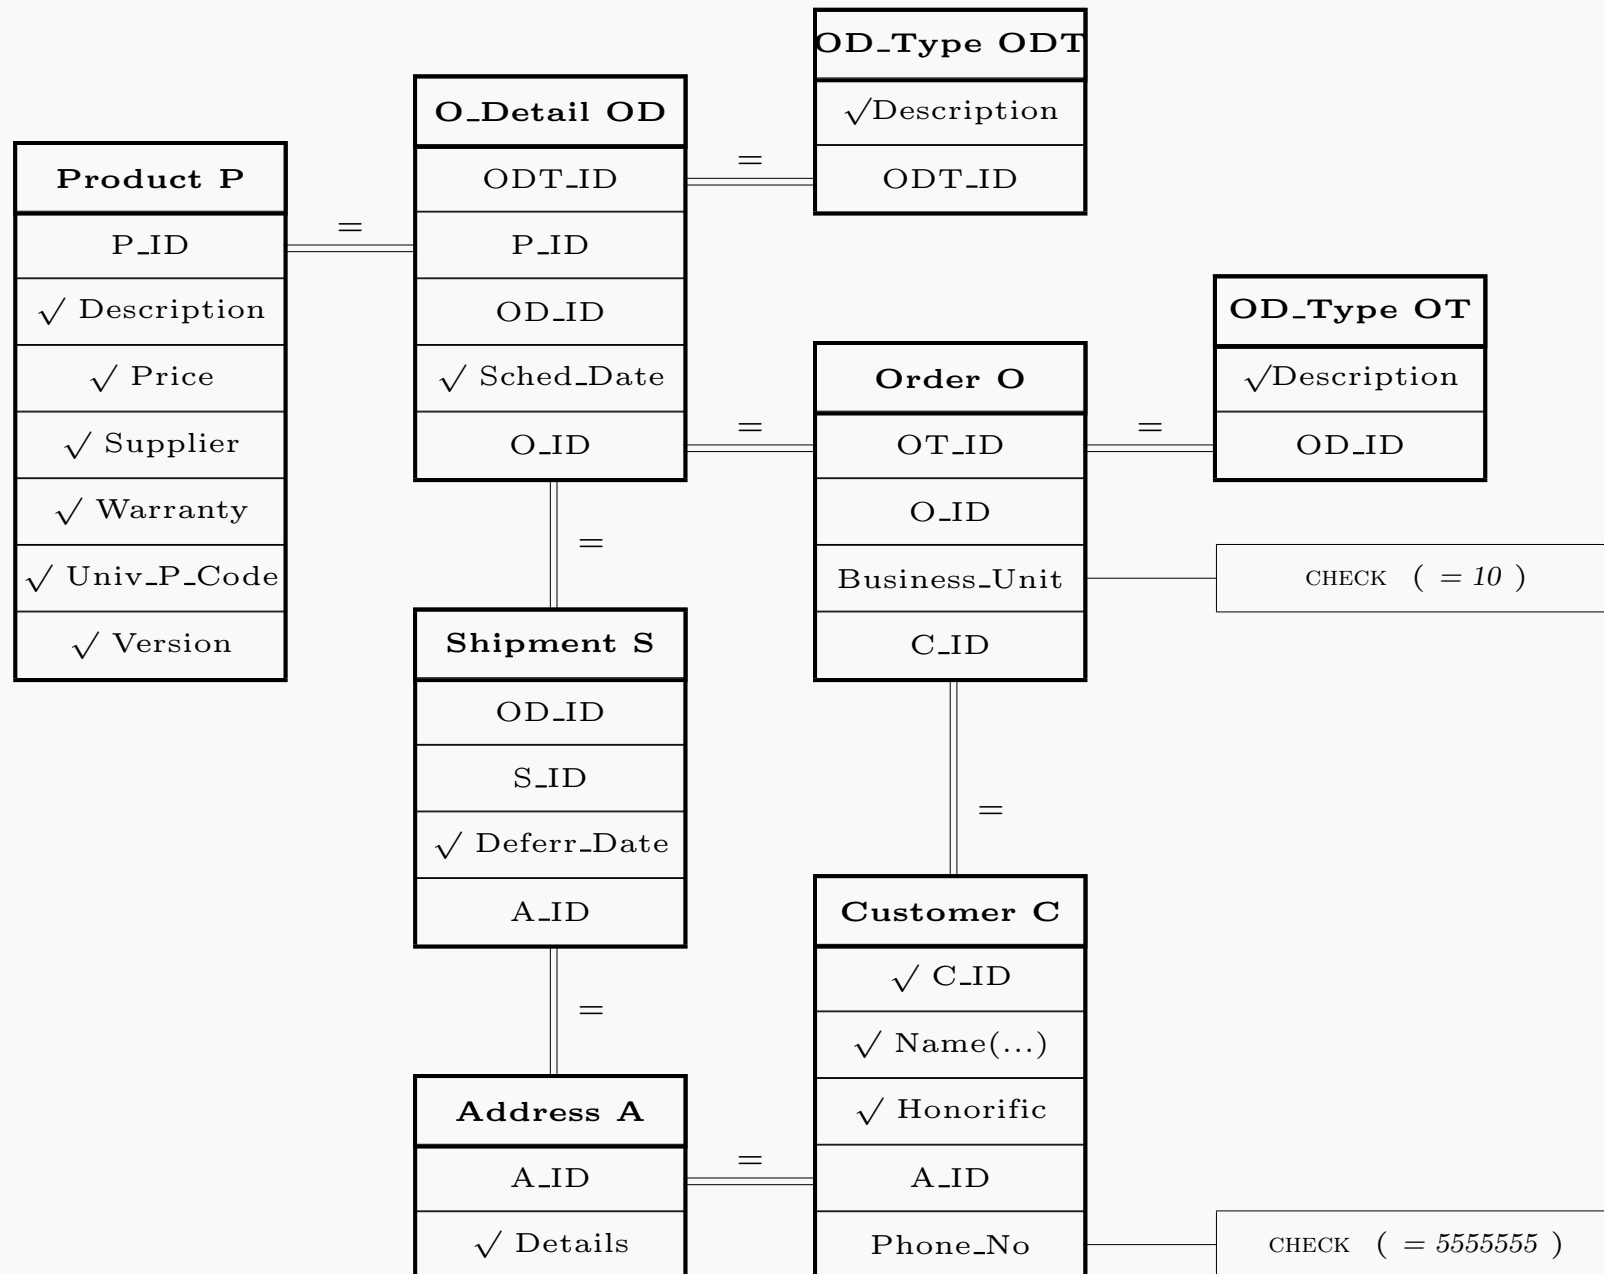 Product P
P_ID
√ Description
√ Price
√ Supplier
√ Warranty
√ Univ_P_Code
√ Version
=
O_Detail OD
ODT_ID
P_ID
OD_ID
√ Sched_Date
O_ID
=
OD_Type ODT
√Description
ODT_ID
=
Order O
OT_ID
O_ID
Business_Unit
C_ID
=
OD_Type OT
√Description
OD_ID
CHECK ( = 10 )
=
Shipment S
OD_ID
S_ID
√ Deferr_Date
A_ID
=
Address A
A_ID
√ Details
=
=
Customer C
√ C_ID
√ Name(...)
√ Honorific
A_ID
Phone_No
CHECK ( = 5555555 )